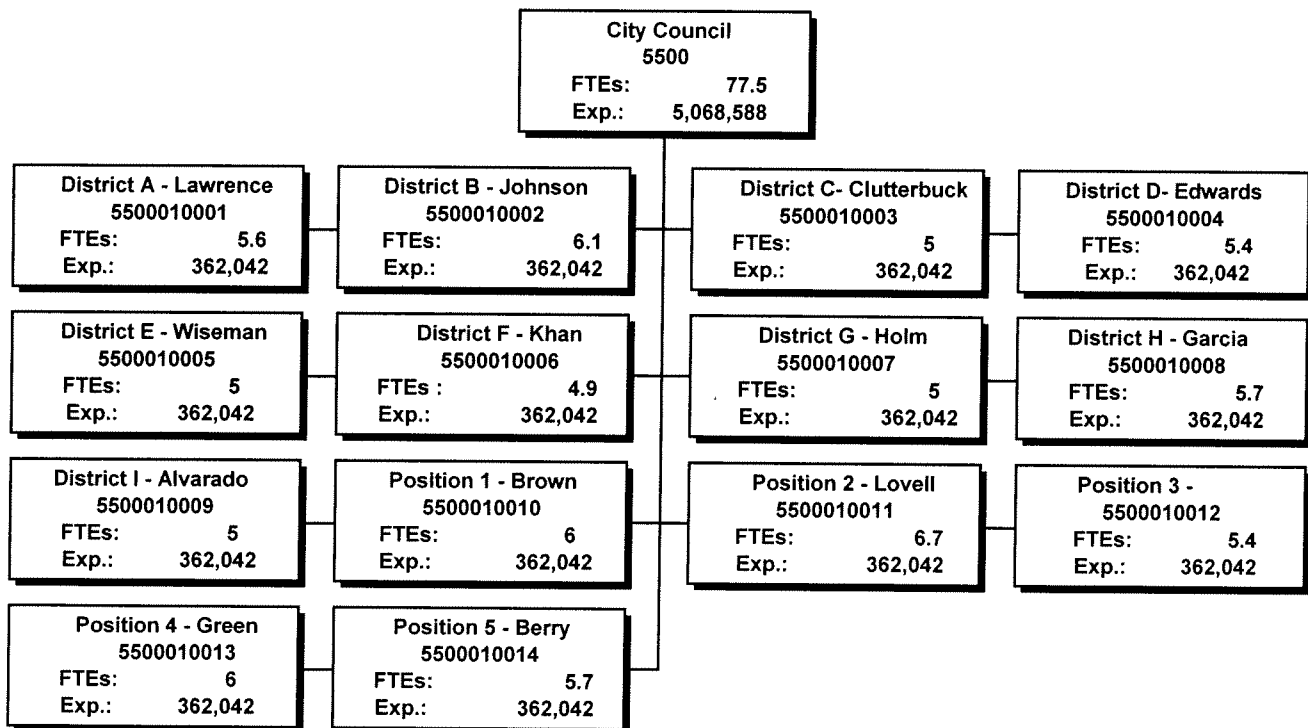 City Council
5500
FTEs: 77.5
Exp.: 5,068,588
District A - Lawrence
5500010001
FTEs: 5.6
Exp.: 362,042
District B - Johnson
5500010002
FTEs: 6.1
Exp.: 362,042
District C- Clutterbuck
5500010003
FTEs: 5
Exp.: 362,042
District D- Edwards
5500010004
FTEs: 5.4
Exp.: 362,042
District E - Wiseman
5500010005
FTEs: 5
Exp.: 362,042
District F - Khan
5500010006
FTEs : 4.9
Exp.: 362,042
District G - Holm
5500010007
FTEs: 5
Exp.: 362,042
District H - Garcia
5500010008
FTEs: 5.7
Exp.: 362,042
District I - Alvarado
5500010009
FTEs: 5
Exp.: 362,042
Position 1 - Brown
5500010010
FTEs: 6
Exp.: 362,042
Position 2 - Lovell
5500010011
FTEs: 6.7
Exp.: 362,042
Position 3 -
5500010012
FTEs: 5.4
Exp.: 362,042
Position 4 - Green
5500010013
FTEs: 6
Exp.: 362,042
Position 5 - Berry
5500010014
FTEs: 5.7
Exp.: 362,042